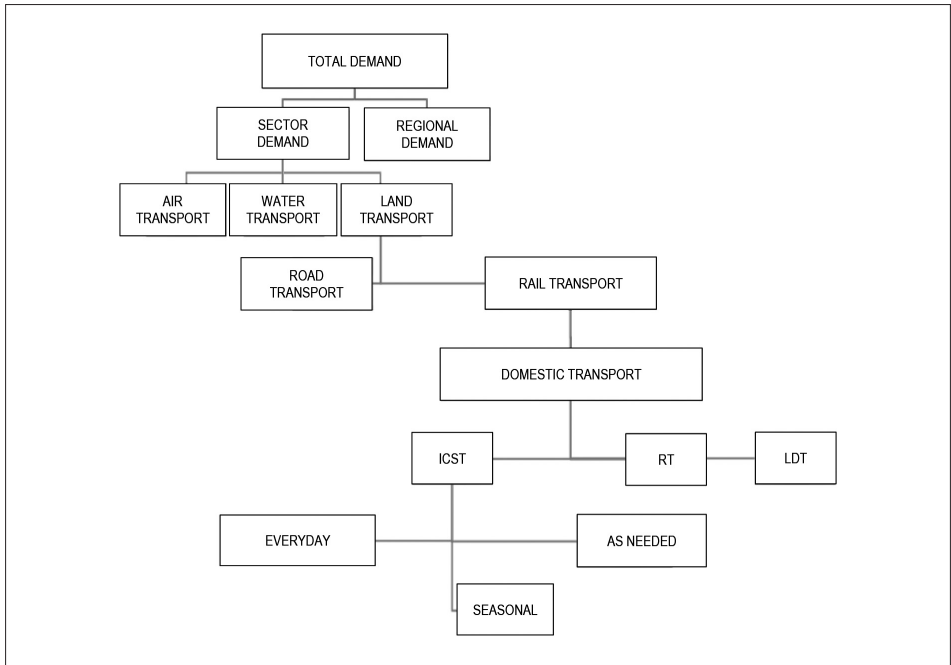 TOTAL DEMAND
SECTOR
DEMAND
REGIONAL
DEMAND
AIR
TRANSPORT
WATER
TRANSPORT
LAND
TRANSPORT
ROAD
TRANSPORT
RAIL TRANSPORT
DOMESTIC TRANSPORT
ICST
RT
LDT
EVERYDAY
AS NEEDED
SEASONAL